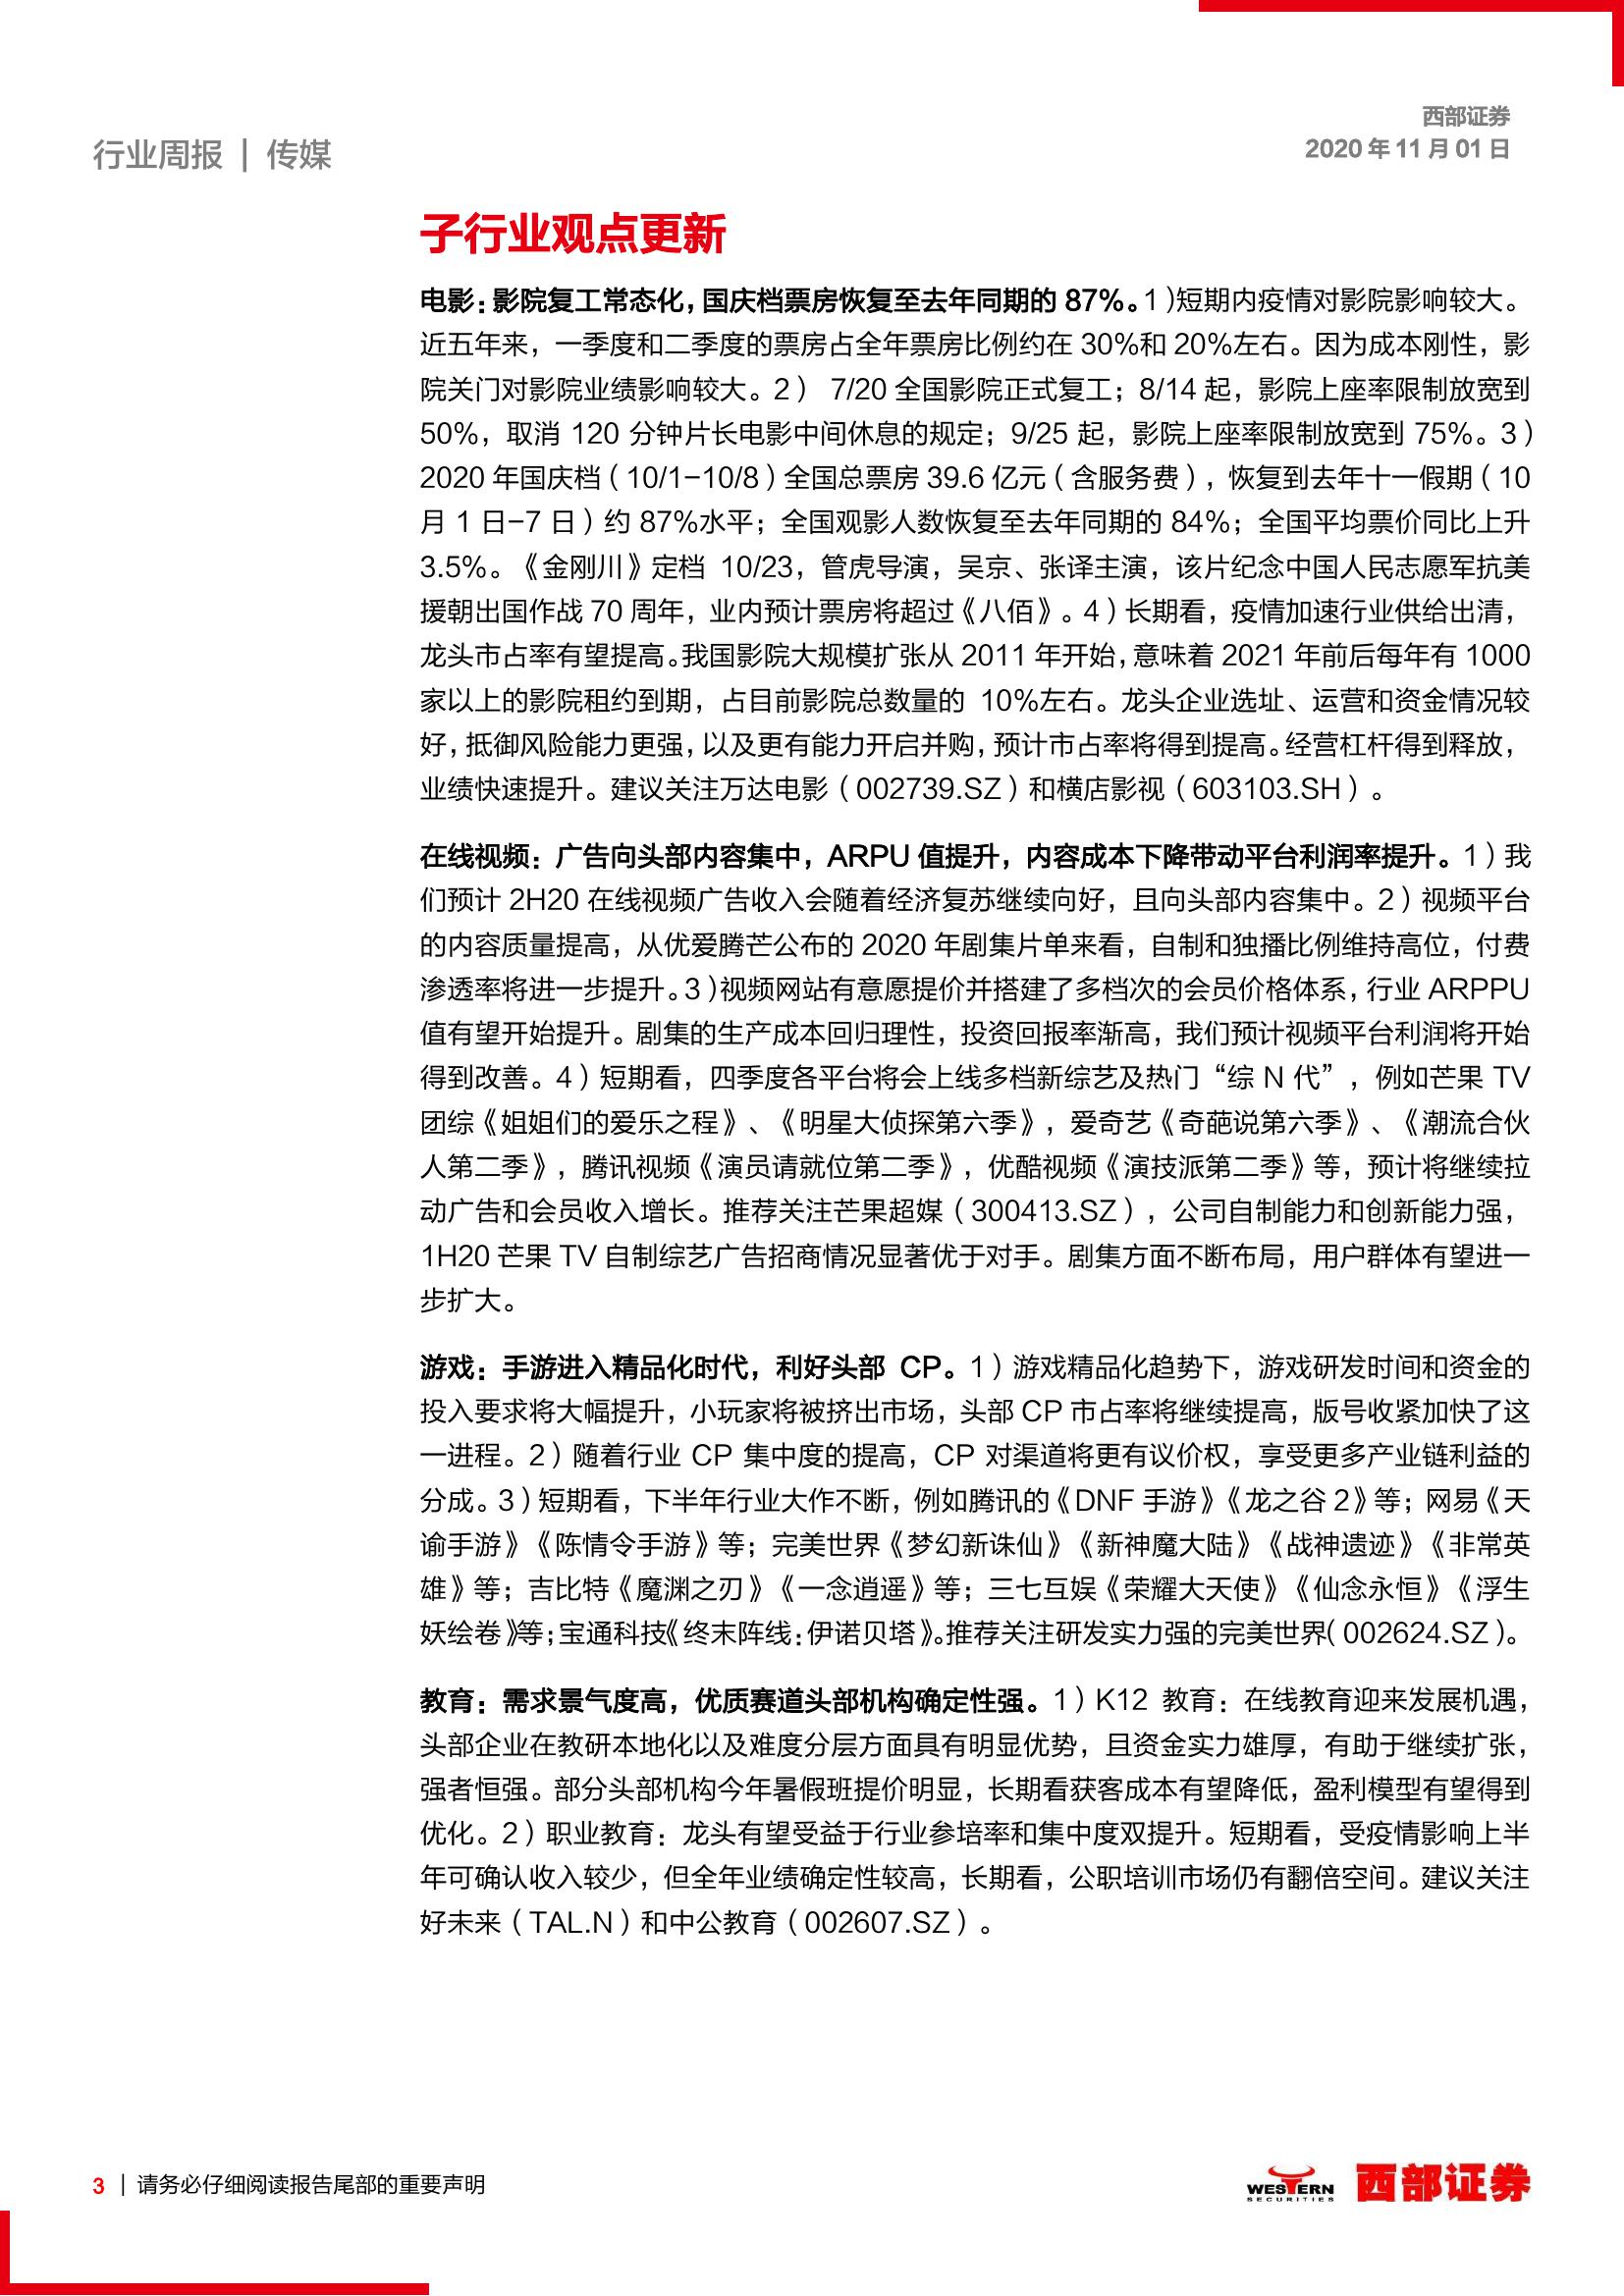 西部证券
行业周报 | 传媒
2020 年 11 月 01 日
子行业观点更新
电影：影院复工常态化，国庆档票房恢复至去年同期的 87%。1）短期内疫情对影院影响较大。
近五年来，一季度和二季度的票房占全年票房比例约在 30%和 20%左右。因为成本刚性，影
院关门对影院业绩影响较大。2） 7/20 全国影院正式复工；8/14 起，影院上座率限制放宽到
50%，取消 120 分钟片长电影中间休息的规定；9/25 起，影院上座率限制放宽到 75%。3）
2020 年国庆档（10/1-10/8）全国总票房 39.6 亿元（含服务费），恢复到去年十一假期（10
月 1 日-7 日）约 87%水平；全国观影人数恢复至去年同期的 84%；全国平均票价同比上升
3.5%。《金刚川》定档 10/23，管虎导演，吴京、张译主演，该片纪念中国人民志愿军抗美
援朝出国作战 70 周年，业内预计票房将超过《八佰》。4）长期看，疫情加速行业供给出清，
龙头市占率有望提高。我国影院大规模扩张从 2011 年开始，意味着 2021 年前后每年有 1000
家以上的影院租约到期，占目前影院总数量的 10%左右。龙头企业选址、运营和资金情况较
好，抵御风险能力更强，以及更有能力开启并购，预计市占率将得到提高。经营杠杆得到释放，
业绩快速提升。建议关注万达电影（002739.SZ）和横店影视（603103.SH）。
在线视频：广告向头部内容集中，ARPU 值提升，内容成本下降带动平台利润率提升。1）我
们预计 2H20 在线视频广告收入会随着经济复苏继续向好，且向头部内容集中。2）视频平台
的内容质量提高，从优爱腾芒公布的 2020 年剧集片单来看，自制和独播比例维持高位，付费
渗透率将进一步提升。3）视频网站有意愿提价并搭建了多档次的会员价格体系，行业 ARPPU
值有望开始提升。剧集的生产成本回归理性，投资回报率渐高，我们预计视频平台利润将开始
得到改善。4）短期看，四季度各平台将会上线多档新综艺及热门“综 N 代”，例如芒果 TV
团综《姐姐们的爱乐之程》、《明星大侦探第六季》，爱奇艺《奇葩说第六季》、《潮流合伙
人第二季》，腾讯视频《演员请就位第二季》，优酷视频《演技派第二季》等，预计将继续拉
动广告和会员收入增长。推荐关注芒果超媒（300413.SZ），公司自制能力和创新能力强，
1H20 芒果 TV 自制综艺广告招商情况显著优于对手。剧集方面不断布局，用户群体有望进一
步扩大。
游戏：手游进入精品化时代，利好头部 CP。1）游戏精品化趋势下，游戏研发时间和资金的
投入要求将大幅提升，小玩家将被挤出市场，头部 CP 市占率将继续提高，版号收紧加快了这
一进程。2）随着行业 CP 集中度的提高，CP 对渠道将更有议价权，享受更多产业链利益的
分成。3）短期看，下半年行业大作不断，例如腾讯的《DNF 手游》《龙之谷 2》等；网易《天
谕手游》《陈情令手游》等；完美世界《梦幻新诛仙》《新神魔大陆》《战神遗迹》《非常英
雄》等；吉比特《魔渊之刃》《一念逍遥》等；三七互娱《荣耀大天使》《仙念永恒》《浮生
妖绘卷》等；宝通科技《终末阵线：伊诺贝塔》。推荐关注研发实力强的完美世界（002624.SZ）。
教育：需求景气度高，优质赛道头部机构确定性强。1）K12 教育：在线教育迎来发展机遇，
头部企业在教研本地化以及难度分层方面具有明显优势，且资金实力雄厚，有助于继续扩张，
强者恒强。部分头部机构今年暑假班提价明显，长期看获客成本有望降低，盈利模型有望得到
优化。2）职业教育：龙头有望受益于行业参培率和集中度双提升。短期看，受疫情影响上半
年可确认收入较少，但全年业绩确定性较高，长期看，公职培训市场仍有翻倍空间。建议关注
好未来（TAL.N）和中公教育（002607.SZ）。
3 | 请务必仔细阅读报告尾部的重要声明
WESTERN
SECURITIES
西部证券